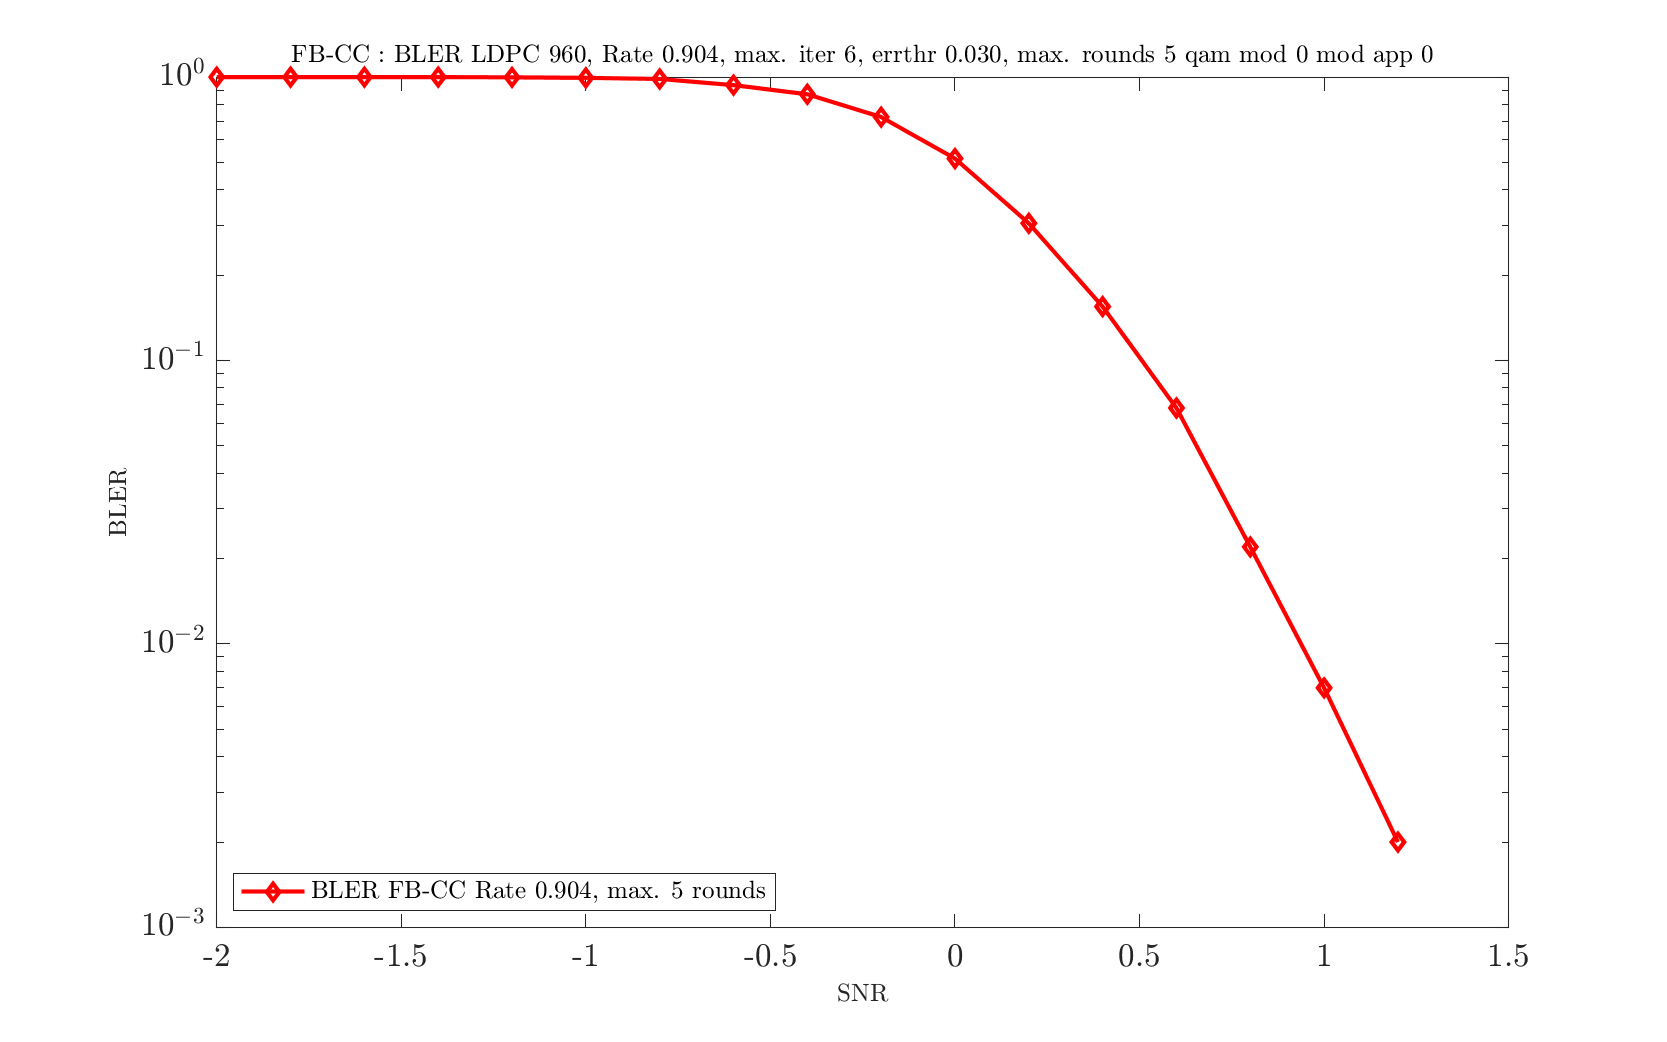 FB-CC : BLER LDPC 960, Rate 0.904, max. iter 6, errthr 0.030, max. rounds 5 qam mod 0 mod app 0
10^0
10^-1
10^-2
10^-3
BLER
BLER FB-CC Rate 0.904, max. 5 rounds
-2 -1.5 -1 -0.5 0 0.5 1 1.5
SNR